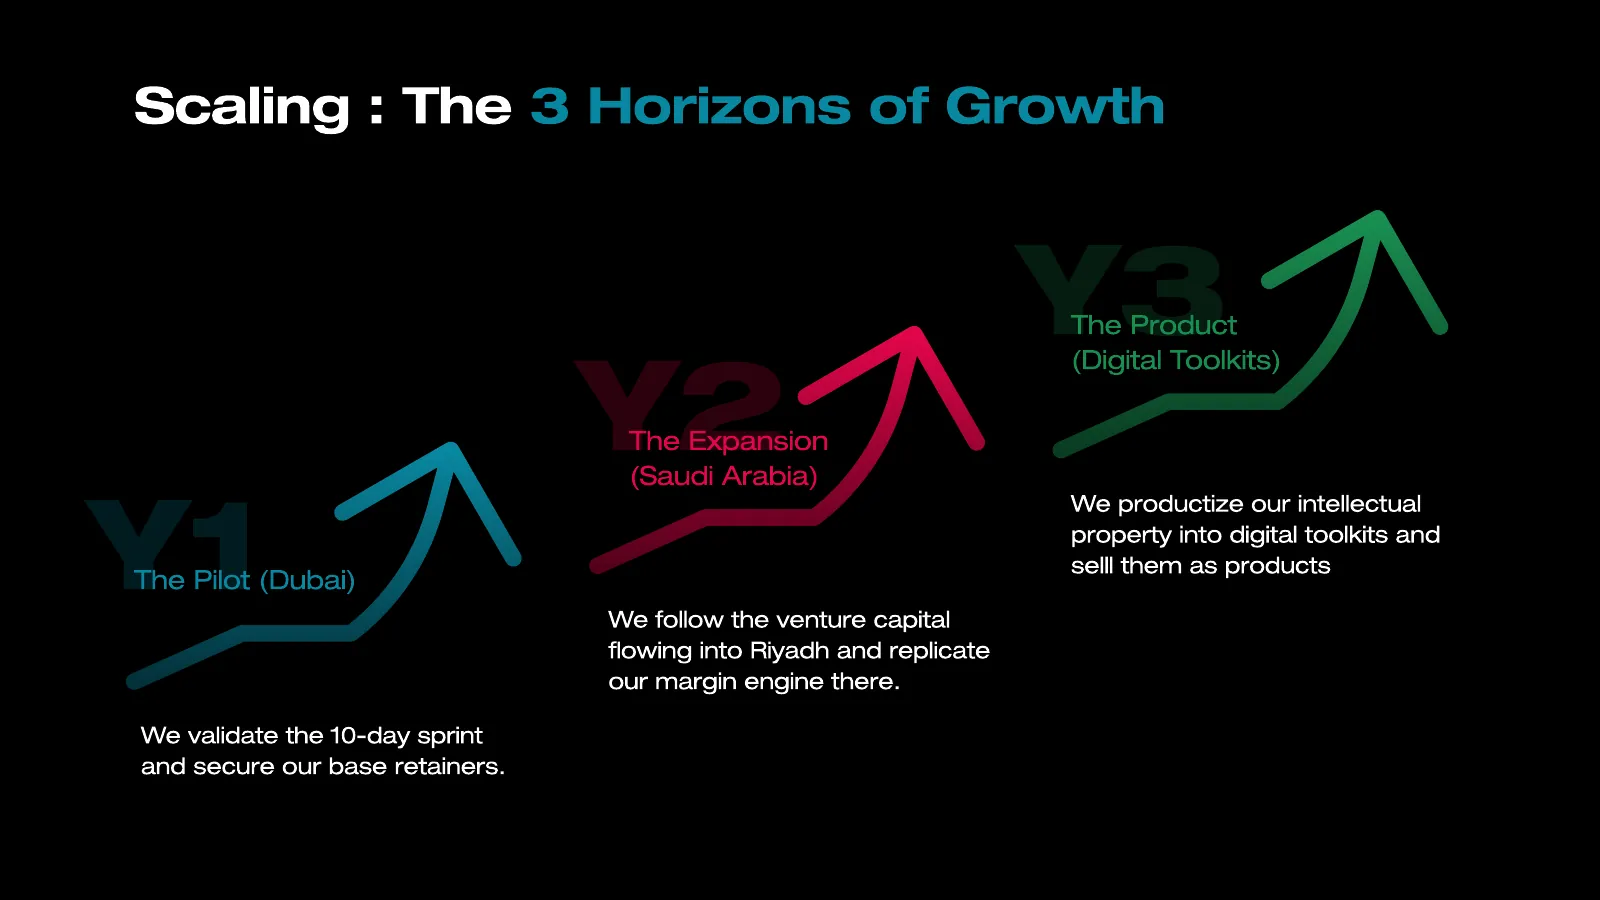 Scaling : The 3 Horizons of Growth
Y1
The Pilot (Dubai)
We validate the 10-day sprint
and secure our base retainers.
Y2
The Expansion
(Saudi Arabia)
We follow the venture capital
flowing into Riyadh and replicate
our margin engine there.
Y3
The Product
(Digital Toolkits)
We productize our intellectual
property into digital toolkits and
selll them as products